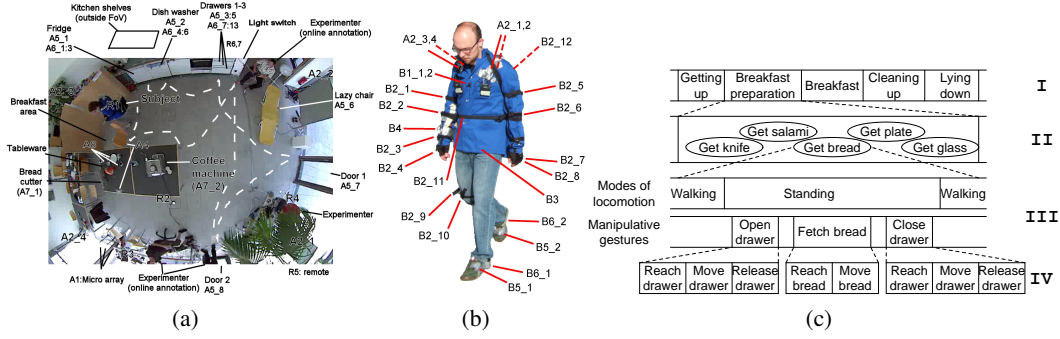 Kitchen shelves
(outside FoV)
Fridge
A5_1
A6_1:3
Dish washer
A5_2
A6_4:6
Drawers 1-3
A5_3:5
A6_7:13
R6,7
Light switch
Experimenter
(online annotation)
A2_2
R1
Subject
Breakfast
area
Lazy chair
A5_6
Tableware
Bread
cutter
(A7_1)
Coffee
machine
(A7_2)
R2
Door 1
A5_7
R4
Experimenter
A2_4
A1:Micro array
Experimenter
(online annotation)
Door 2
A5_8
R5: remote
(a)
A2_3,4
A2_1,2
B2_12
B1_1,2
B2_1
B2_2
B4
B2_3
B2_4
B2_5
B2_6
B2_7
B2_8
B2_11
B3
B2_9
B2_10
B6_2
B5_2
B6_1
B5_1
(b)
Getting
up
Breakfast
preparation
Breakfast
Cleaning
up
Lying
down
I
Get salami
Get plate
Get knife
Get bread
Get glass
II
Modes of
locomotion
Walking
Standing
Walking
III
Manipulative
gestures
Open
drawer
Fetch bread
Close
drawer
Reach
drawer
Move
drawer
Release
drawer
Reach
bread
Move
bread
Reach
drawer
Move
drawer
Release
drawer
IV
(c)